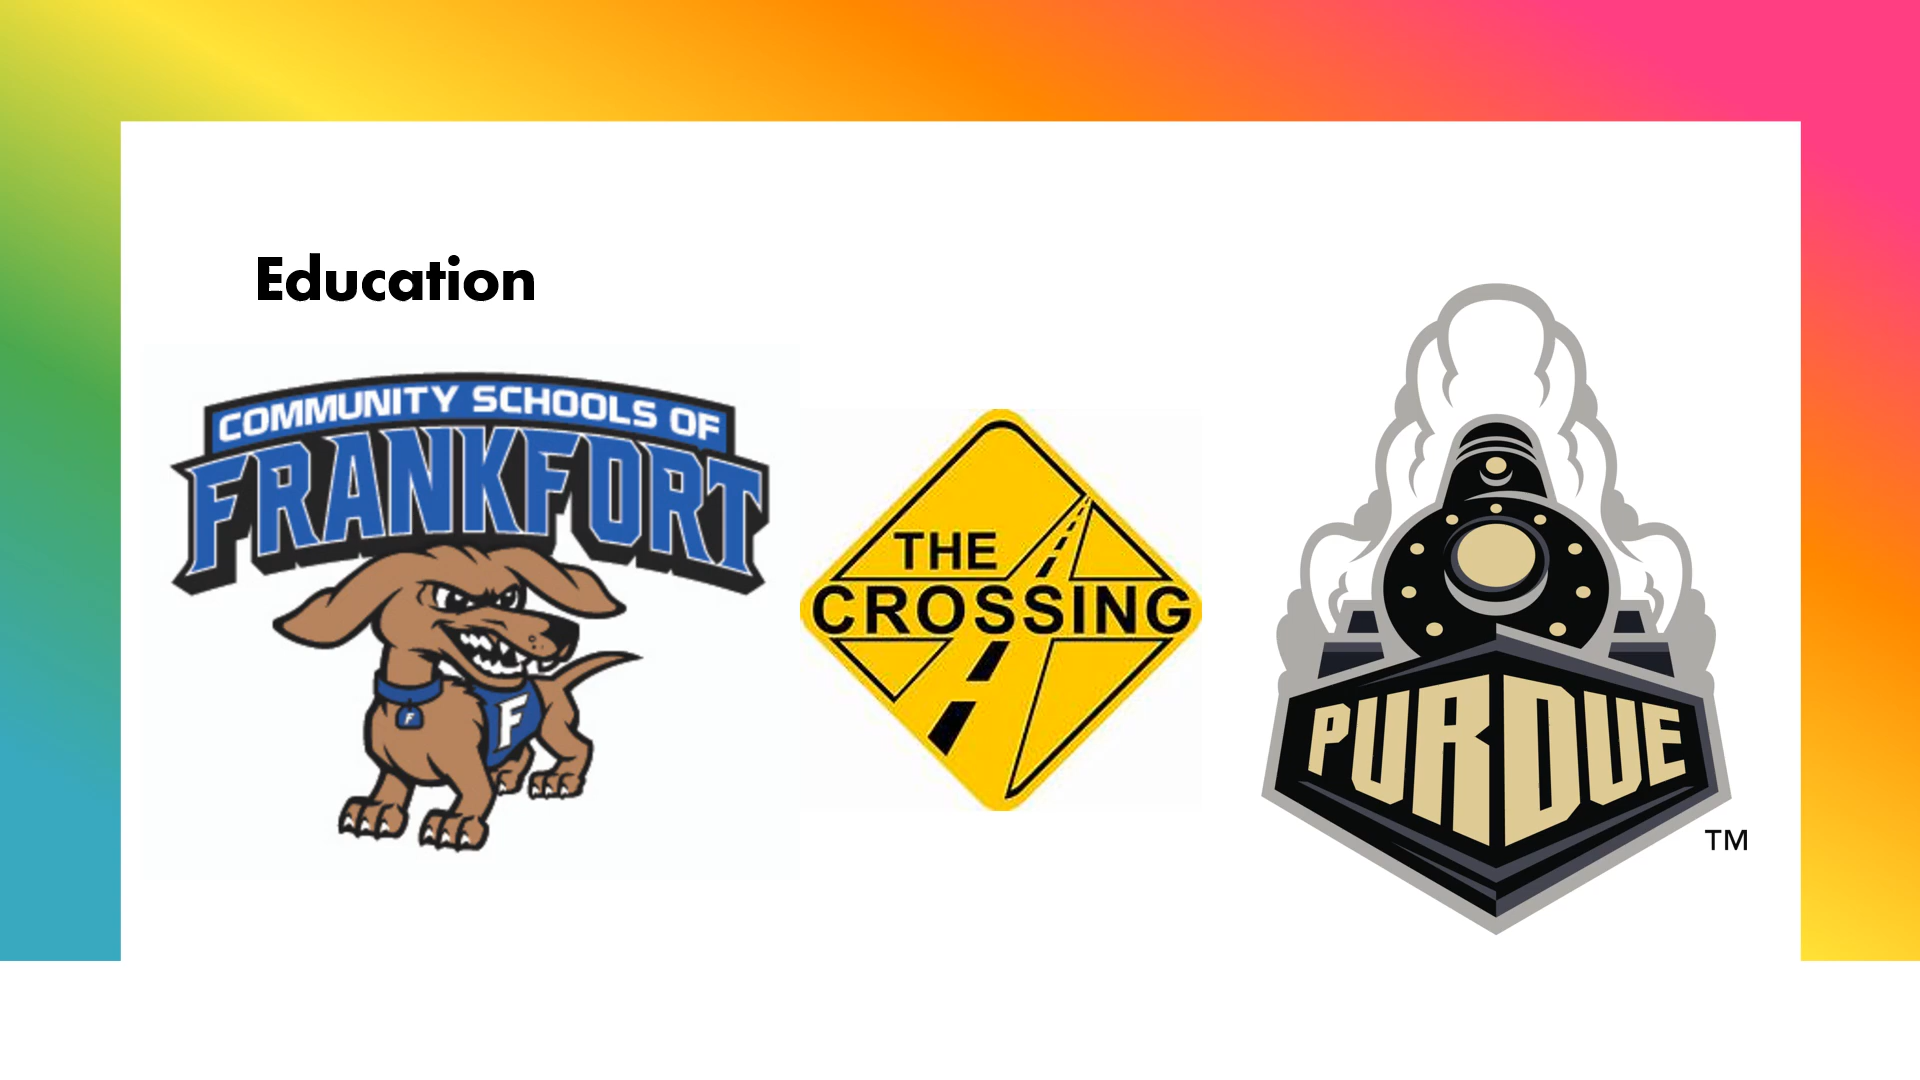 Education
COMMUNITY SCHOOLS OF
FRANKFORT
F
F
THE
CROSSING
PURDUE
TM